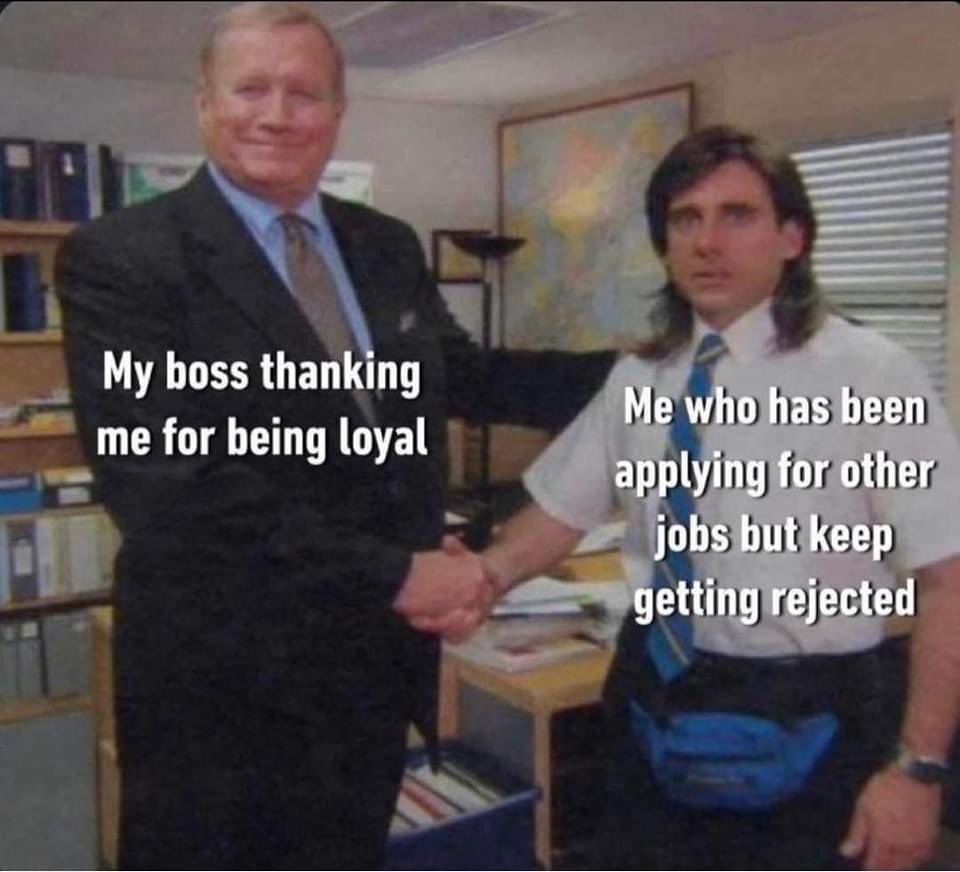 My boss thanking
me for being loyal
Me who has been
applying for other
jobs but keep
getting rejected